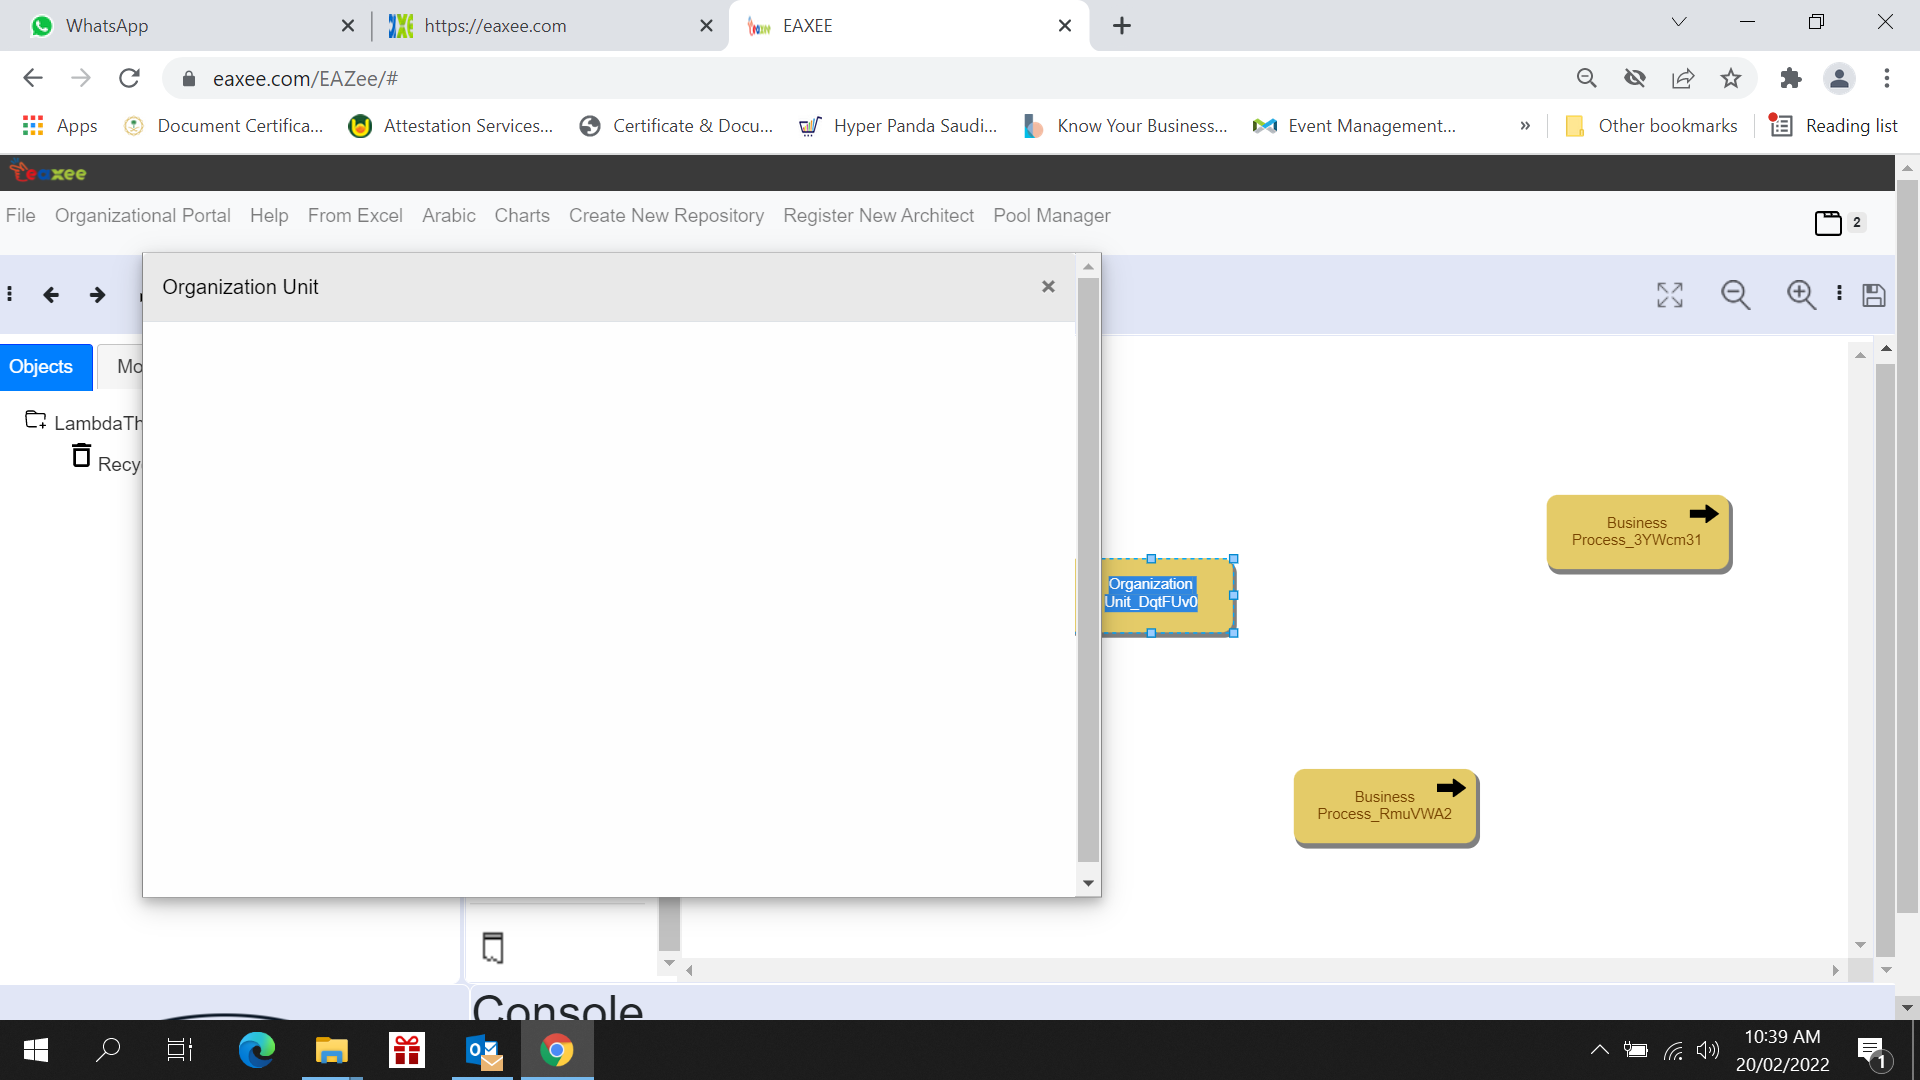 WhatsApp
https://eaxee.com
EAXEE
eaxee.com/EAZee/#
Apps
Document Certifica...
Attestation Services...
Certificate & Docu...
Hyper Panda Saudi...
Know Your Business...
Event Management...
»
Other bookmarks
Reading list
eaxee
File
Organizational Portal
Help
From Excel
Arabic
Charts
Create New Repository
Register New Architect
Pool Manager
2
Organization Unit
Objects
Mo
LambdaTh
Recy
Business
Process_3YWcm31
Organization
Unit_DqtFUv0
Business
Process_RmuVWA2
Console
10:39 AM
20/02/2022
1